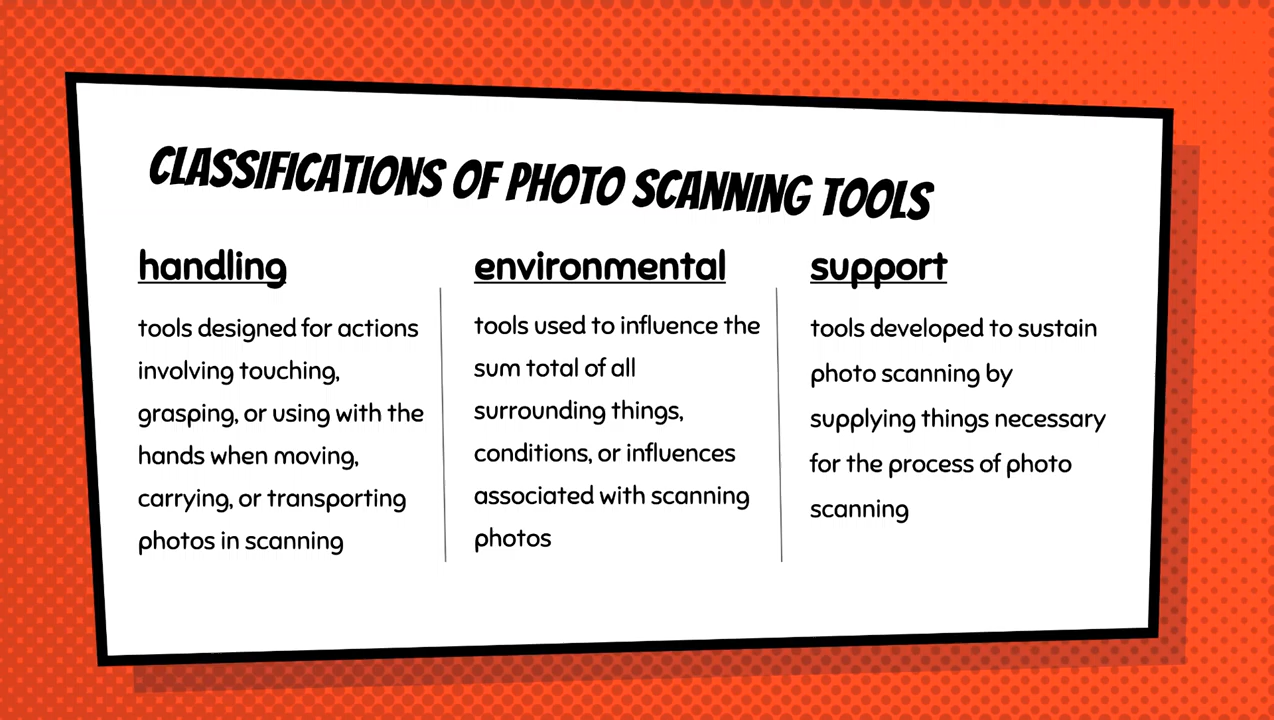 CLASSIFICATIONS OF PHOTO SCANNING TOOLS
handling
tools designed for actions
involving touching,
grasping, or using with the
hands when moving,
carrying, or transporting
photos in scanning
environmental
tools used to influence the
sum total of all
surrounding things,
conditions, or influences
associated with scanning
photos
support
tools developed to sustain
photo scanning by
supplying things necessary
for the process of photo
scanning